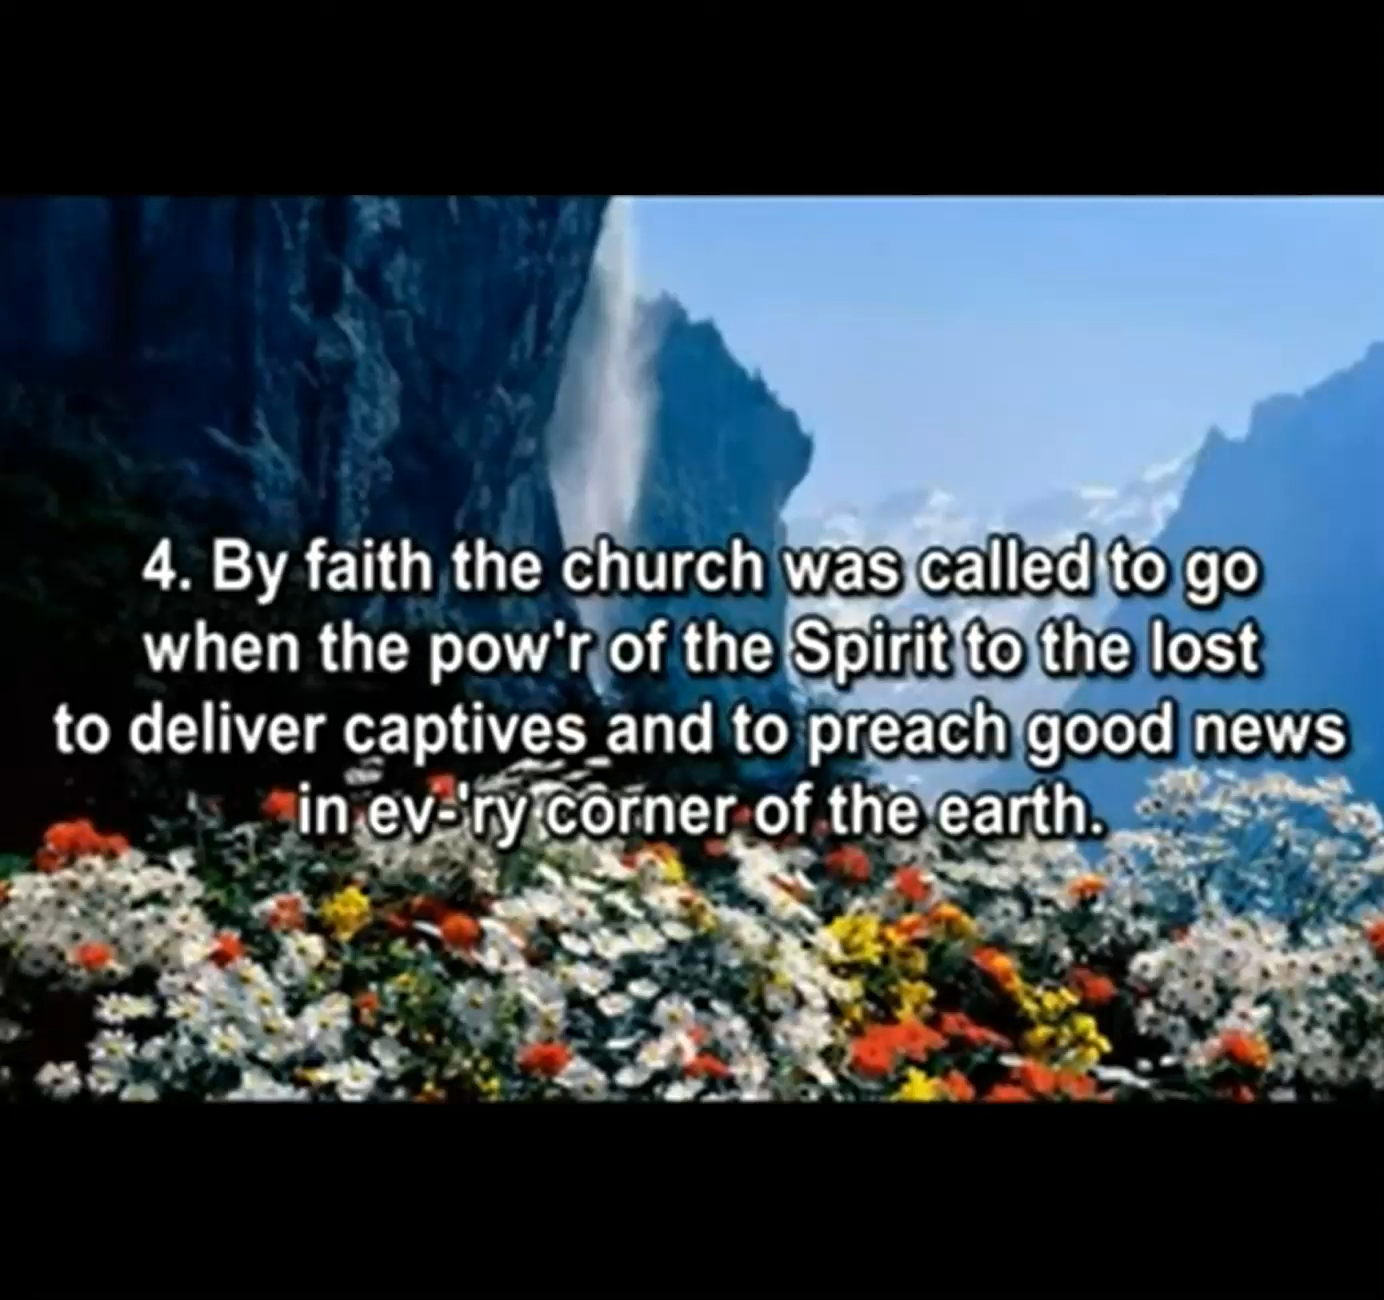 4. By faith the church was called to go
when the pow'r of the Spirit to the lost
to deliver captives and to preach good news
in ev-'ry corner of the earth.